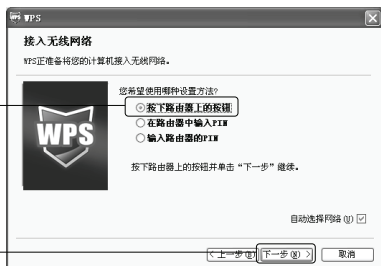 WPS
接入无线网络
WPS正准备将您的计算机接入无线网络。
WPS
您希望使用哪种设置方法?
按下路由器上的按钮
在路由器中输入PIN
输入路由器的PIN
按下路由器上的按钮并单击“下一步”继续。
自动选择网络(U)
<上一步(B) 下一步(N)> 取消